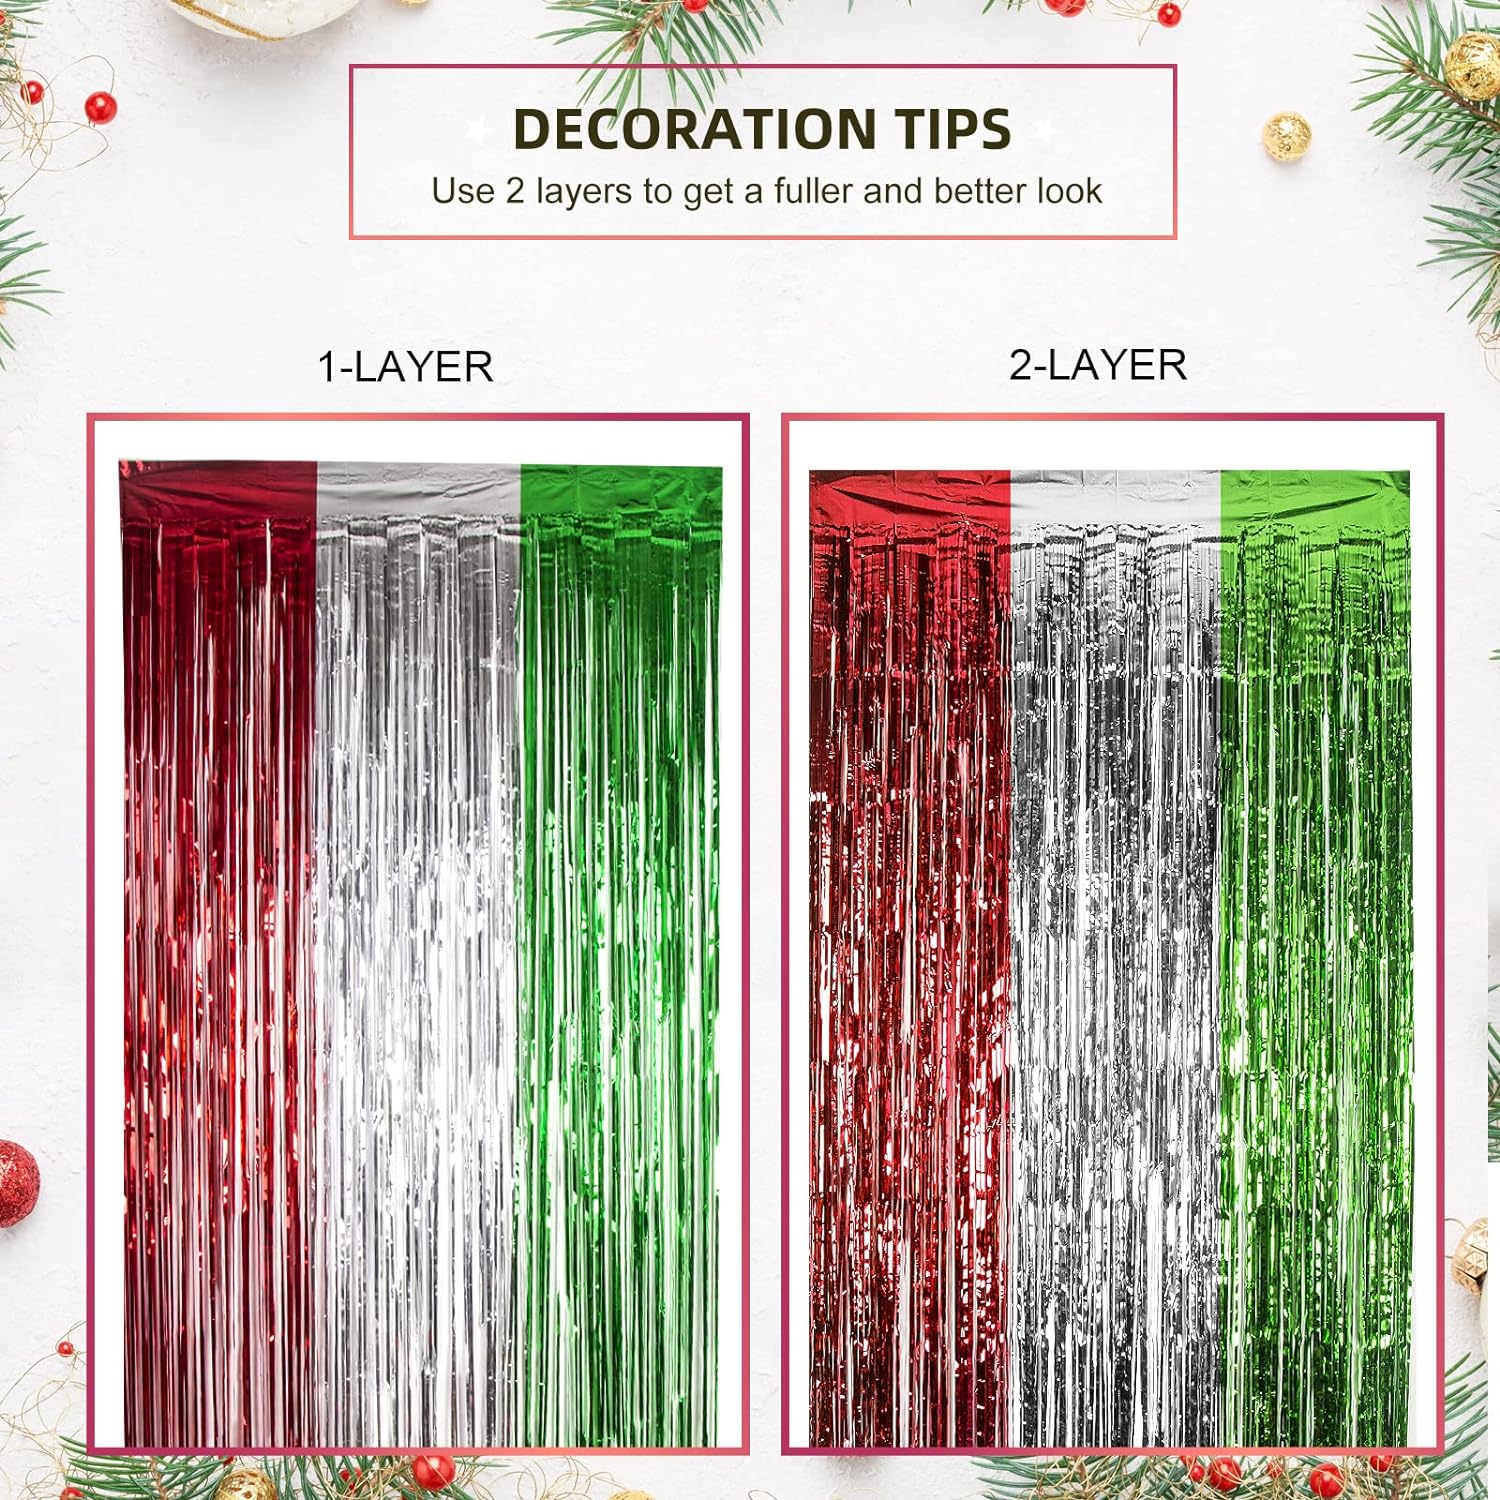 DECORATION TIPS
Use 2 layers to get a fuller and better look
1-LAYER
2-LAYER